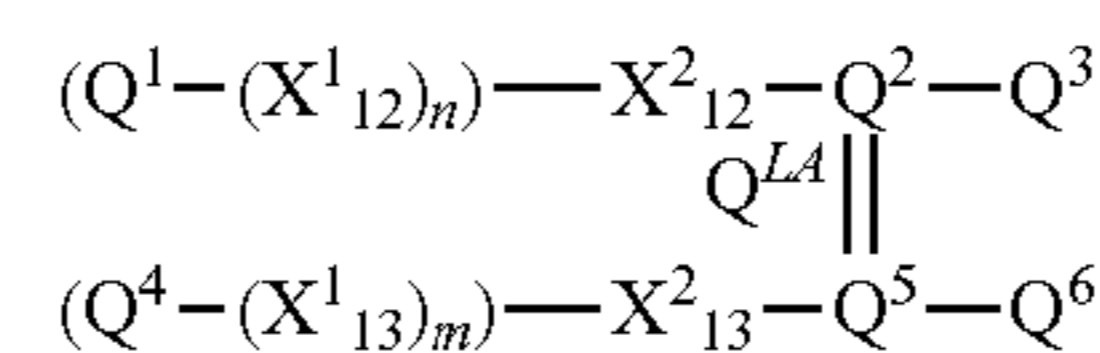 (Q¹—(X¹₁₂)ₙ)—X²₁₂—Q²—Q³
Q^LA
(Q⁴—(X¹₁₃)ₘ)—X²₁₃—Q⁵—Q⁶